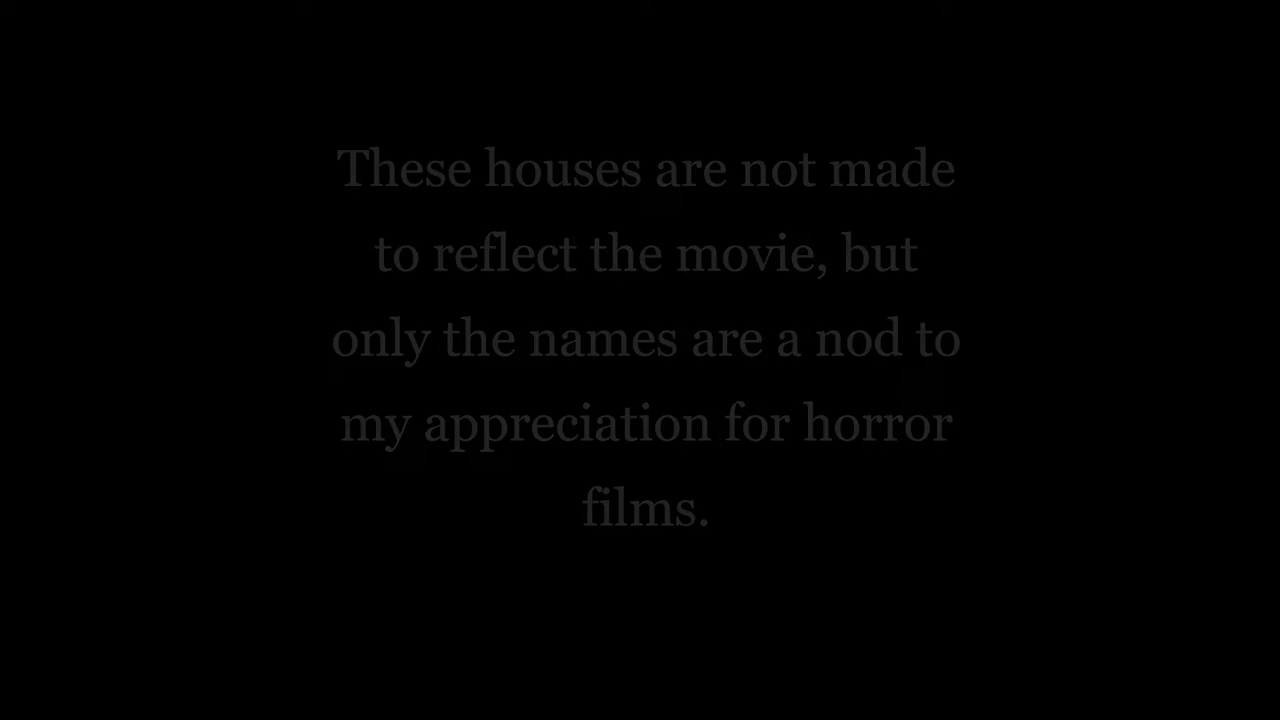 These houses are not made
to reflect the movie, but
only the names are a nod to
my appreciation for horror
films.